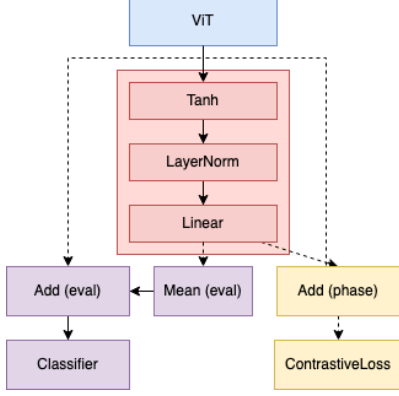 ViT
Tanh
LayerNorm
Linear
Add (eval)
Mean (eval)
Add (phase)
Classifier
ContrastiveLoss